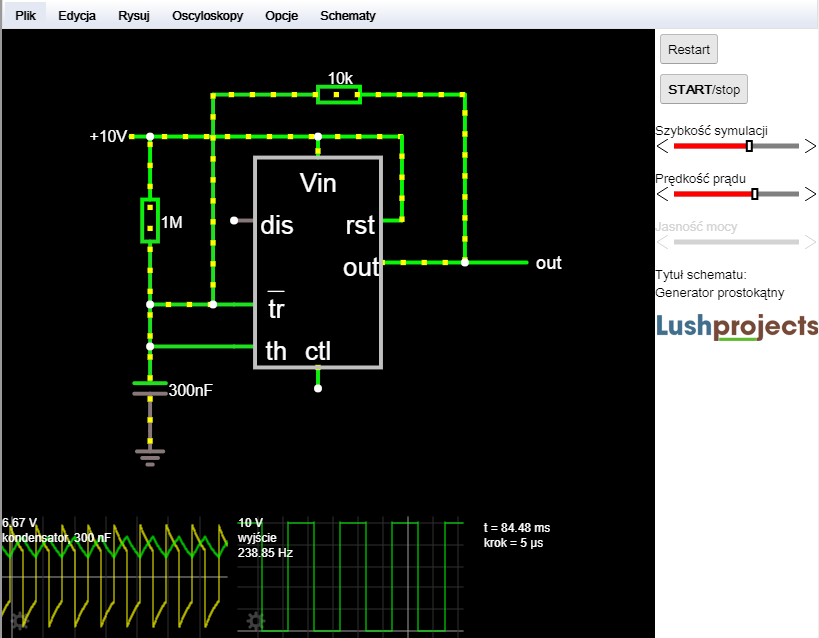 Plik Edycja Rysuj Oscyloskopy Opcje Schematy
Restart
START/stop
Szybkość symulacji
Prędkość prądu
Jasność mocy
Tytuł schematu:
Generator prostokątny
Lushprojects
10k
+10V
Vin
1M
dis
rst
out
out
tr
th
ctl
300nF
6.67 V
kondensator, 300 nF
10 V
wyjście
238.85 Hz
t = 84.48 ms
krok = 5 µs